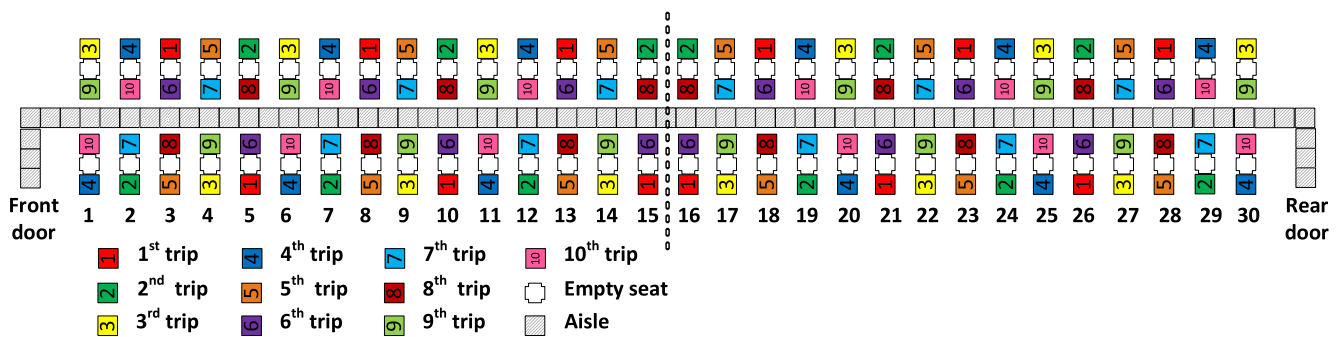 3 4 1 5 2 3 4 1 5 2 3 4 1 5 2 2 5 1 4 3 2 5 1 4 3 2 5 1 4 3
9 10 6 7 8 9 10 6 7 8 9 10 6 7 8 8 7 6 10 9 8 7 6 10 9 8 7 6 10 9
10 7 8 9 6 10 7 8 9 6 10 7 8 9 6 6 9 8 7 10 6 9 8 7 10 6 9 8 7 10
4 2 5 3 1 4 2 5 3 1 4 2 5 3 1 1 3 5 2 4 1 3 5 2 4 1 3 5 2 4
Front
door
1 2 3 4 5 6 7 8 9 10 11 12 13 14 15 16 17 18 19 20 21 22 23 24 25 26 27 28 29 30
Rear
door
1 1st trip
2 2nd trip
3 3rd trip
4 4th trip
5 5th trip
6 6th trip
7 7th trip
8 8th trip
9 9th trip
10 10th trip
Empty seat
Aisle